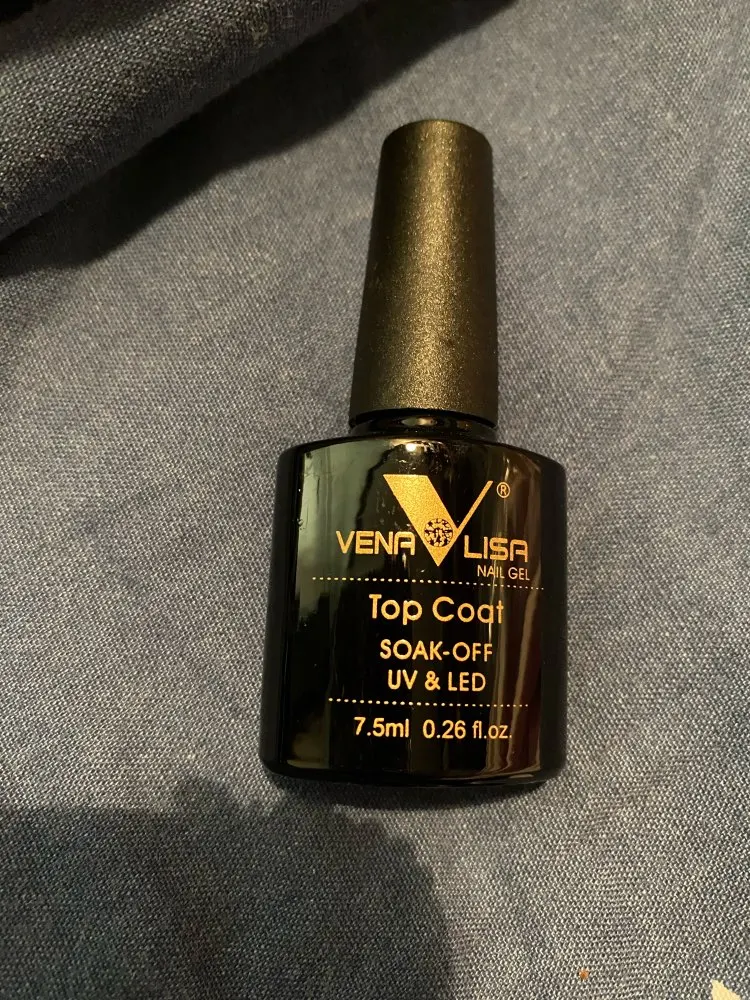 VENA LISA ®
NAIL GEL
Top Coat
SOAK-OFF
UV & LED
7.5ml 0.26 fl.oz.